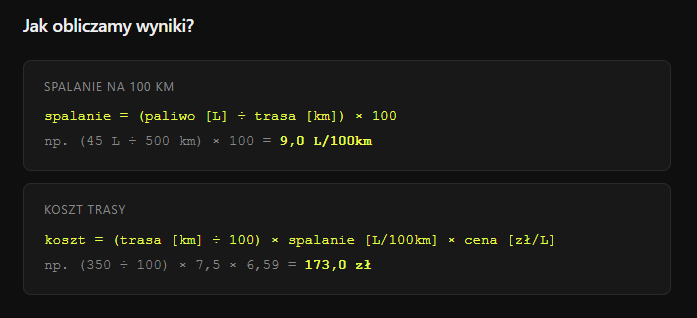 Jak obliczamy wyniki?
SPALANIE NA 100 KM
spalanie = (paliwo [L] ÷ trasa [km]) × 100
np. (45 L ÷ 500 km) × 100 = 9,0 L/100km
KOSZT TRASY
koszt = (trasa [km] ÷ 100) × spalanie [L/100km] × cena [zł/L]
np. (350 ÷ 100) × 7,5 × 6,59 = 173,0 zł